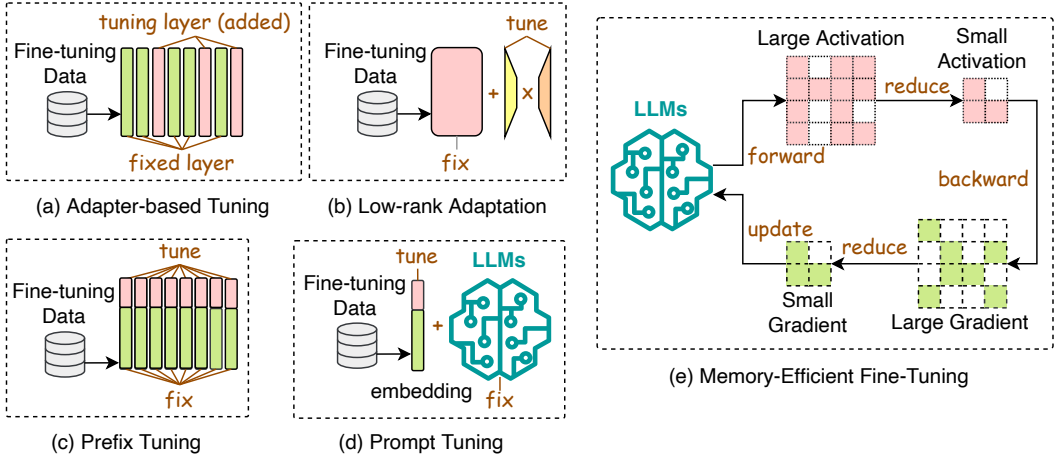 tuning layer (added)
Fine-tuning
Data
fixed layer
(a) Adapter-based Tuning
tune
Fine-tuning
Data
+
x
fix
(b) Low-rank Adaptation
tune
Fine-tuning
Data
fix
(c) Prefix Tuning
tune
LLMs
Fine-tuning
Data
+
embedding
fix
(d) Prompt Tuning
Large Activation
Small
Activation
reduce
LLMs
forward
backward
update
reduce
Small
Gradient
Large Gradient
(e) Memory-Efficient Fine-Tuning